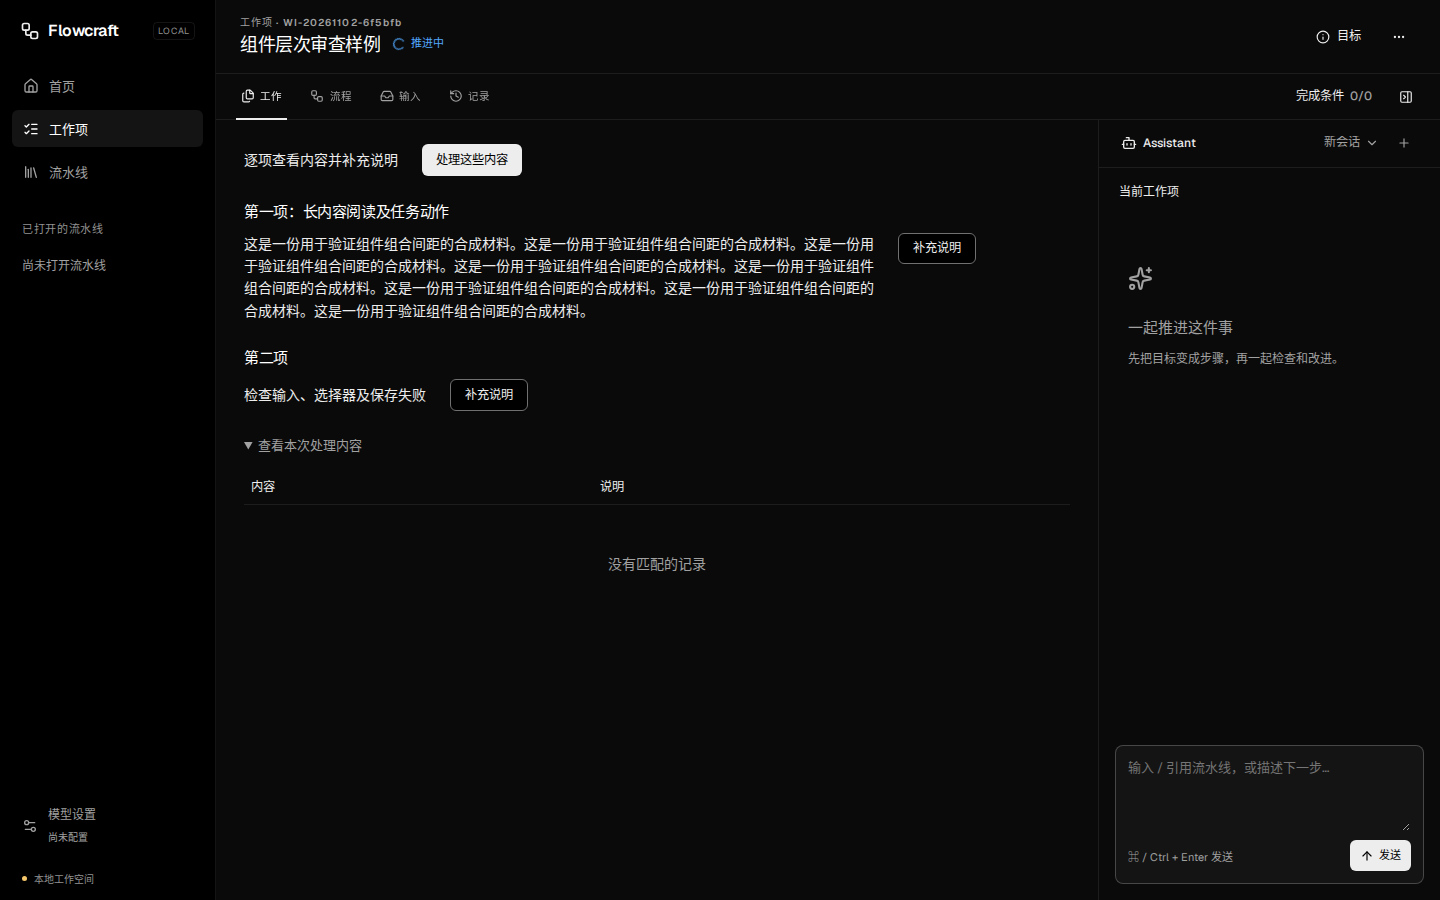 Flowcraft LOCAL
首页
工作项
流水线
已打开的流水线
尚未打开流水线
模型设置
尚未配置
本地工作空间
工作项 · WI-20261102-6f5bfb
组件层次审查样例 推进中
目标
工作 流程 输入 记录
完成条件 0/0
逐项查看内容并补充说明 处理这些内容
第一项：长内容阅读及任务动作
这是一份用于验证组件组合间距的合成材料。这是一份用于验证组件组合间距的合成材料。这是一份用
于验证组件组合间距的合成材料。这是一份用于验证组件组合间距的合成材料。这是一份用于验证组件
组合间距的合成材料。这是一份用于验证组件组合间距的合成材料。这是一份用于验证组件组合间距的
合成材料。这是一份用于验证组件组合间距的合成材料。
补充说明
第二项
检查输入、选择器及保存失败 补充说明
▼ 查看本次处理内容
内容 说明
没有匹配的记录
Assistant 新会话
当前工作项
一起推进这件事
先把目标变成步骤，再一起检查和改进。
输入 / 引用流水线，或描述下一步…
⌘ / Ctrl + Enter 发送 发送